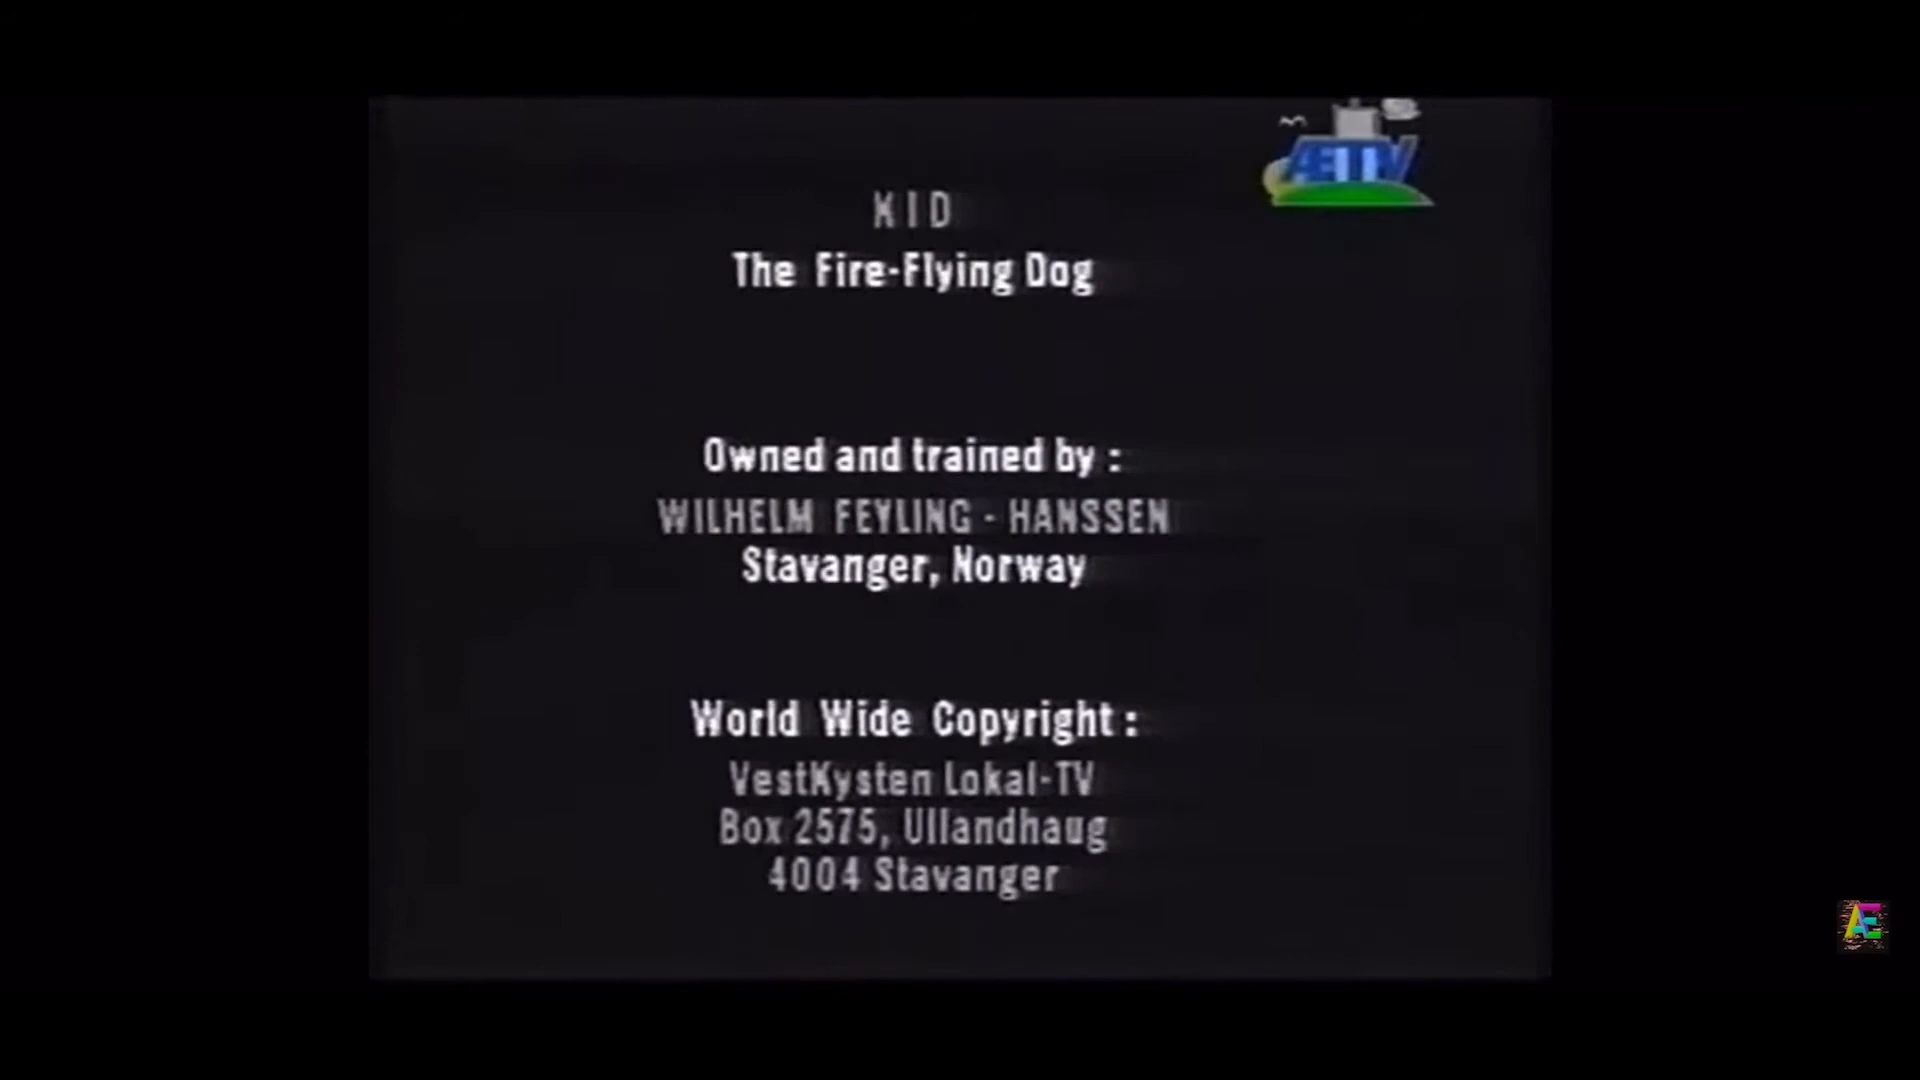 ÆTV
KID
The Fire-Flying Dog
Owned and trained by :
WILHELM FEYLING - HANSSEN
Stavanger, Norway
World Wide Copyright :
VestKysten Lokal-TV
Box 2575, Ullandhaug
4004 Stavanger
Æ